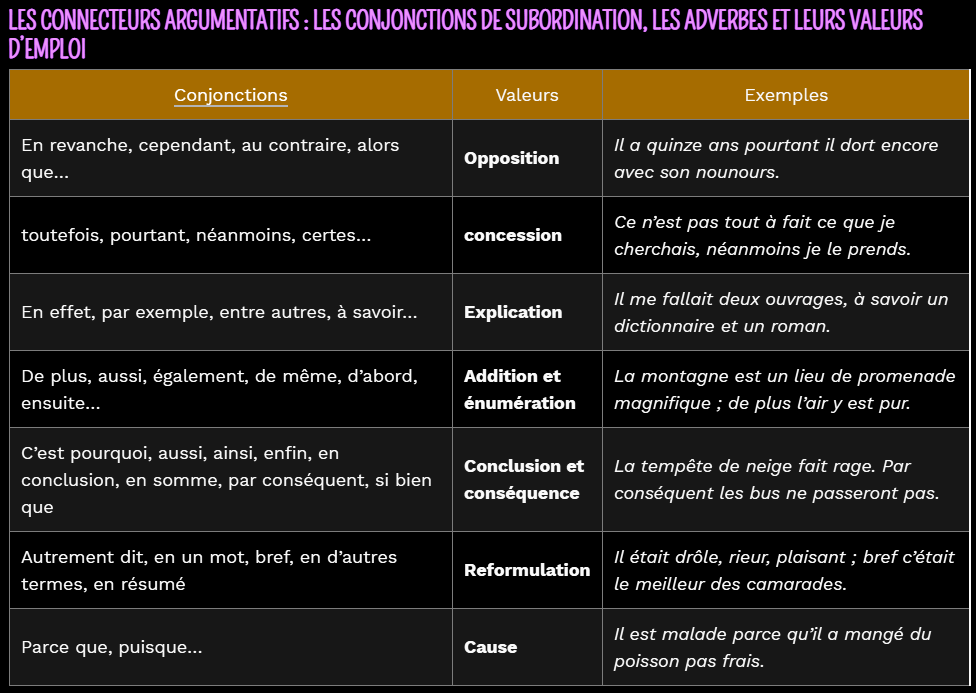 LES CONNECTEURS ARGUMENTATIFS : LES CONJONCTIONS DE SUBORDINATION, LES ADVERBES ET LEURS VALEURS
D'EMPLOI
Conjonctions
Valeurs
Exemples
En revanche, cependant, au contraire, alors
que…
Opposition
Il a quinze ans pourtant il dort encore
avec son nounours.
toutefois, pourtant, néanmoins, certes…
concession
Ce n’est pas tout à fait ce que je
cherchais, néanmoins je le prends.
En effet, par exemple, entre autres, à savoir…
Explication
Il me fallait deux ouvrages, à savoir un
dictionnaire et un roman.
De plus, aussi, également, de même, d’abord,
ensuite…
Addition et
énumération
La montagne est un lieu de promenade
magnifique ; de plus l’air y est pur.
C’est pourquoi, aussi, ainsi, enfin, en
conclusion, en somme, par conséquent, si bien
que
Conclusion et
conséquence
La tempête de neige fait rage. Par
conséquent les bus ne passeront pas.
Autrement dit, en un mot, bref, en d’autres
termes, en résumé
Reformulation
Il était drôle, rieur, plaisant ; bref c’était
le meilleur des camarades.
Parce que, puisque…
Cause
Il est malade parce qu’il a mangé du
poisson pas frais.